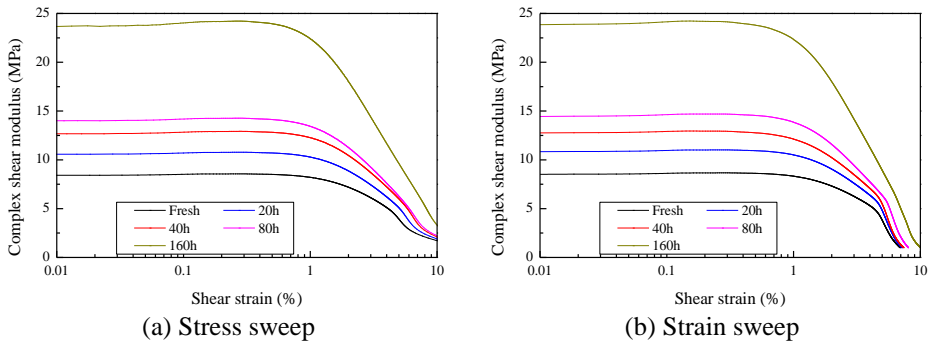 25
20
15
10
5
0
Complex shear modulus (MPa)
Fresh 20h
40h 80h
160h
0.01 0.1 1 10
Shear strain (%)
(a) Stress sweep
25
20
15
10
5
0
Complex shear modulus (MPa)
Fresh 20h
40h 80h
160h
0.01 0.1 1 10
Shear strain (%)
(b) Strain sweep